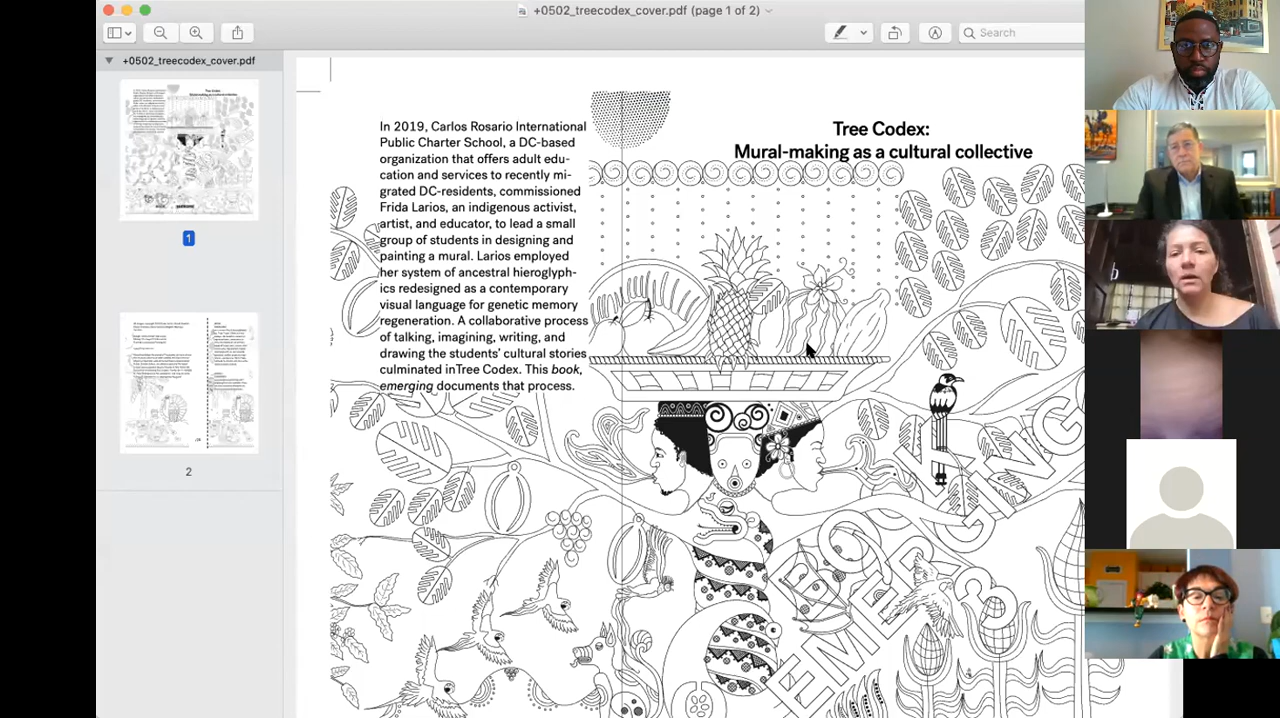 +0502_treecodex_cover.pdf (page 1 of 2)
Search
+0502_treecodex_cover.pdf
1
2
Tree Codex:
Mural-making as a cultural collective
In 2019, Carlos Rosario International
Public Charter School, a DC-based
organization that offers adult edu-
cation and services to recently mi-
grated DC-residents, commissioned
Frida Larios, an indigenous activist,
artist, and educator, to lead a small
group of students in designing and
painting a mural. Larios employed
her system of ancestral hieroglyph-
ics redesigned as a contemporary
visual language for genetic memory
regeneration. A collaborative process
of talking, imagining, writing, and
drawing the students' cultural stories
culminated inTree Codex. This book,
emerging documents that process.
BOOK
EMERGING